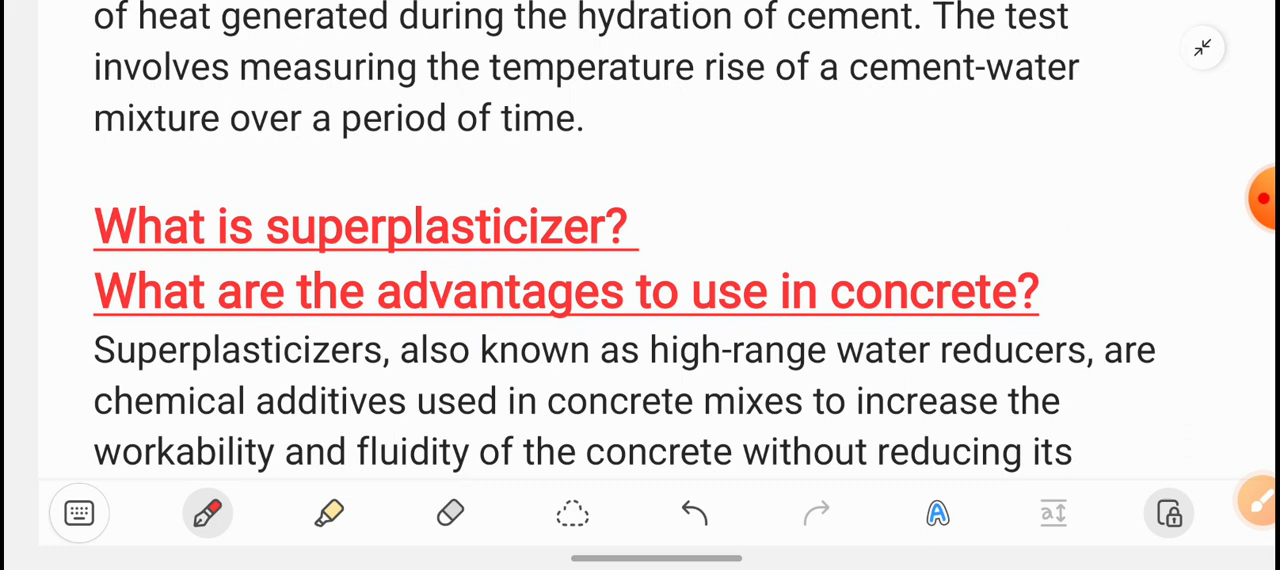 of heat generated during the hydration of cement. The test
involves measuring the temperature rise of a cement-water
mixture over a period of time.
What is superplasticizer?
What are the advantages to use in concrete?
Superplasticizers, also known as high-range water reducers, are
chemical additives used in concrete mixes to increase the
workability and fluidity of the concrete without reducing its